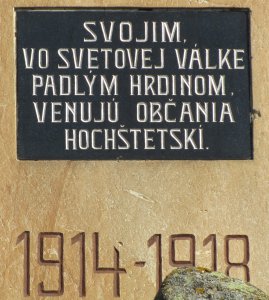 SVOJIM,
VO SVETOVEJ VÁLKE
PADLÝM HRDINOM,
VENUJÚ OBČANIA
HOCHŠTETSKÍ.
1914-1918